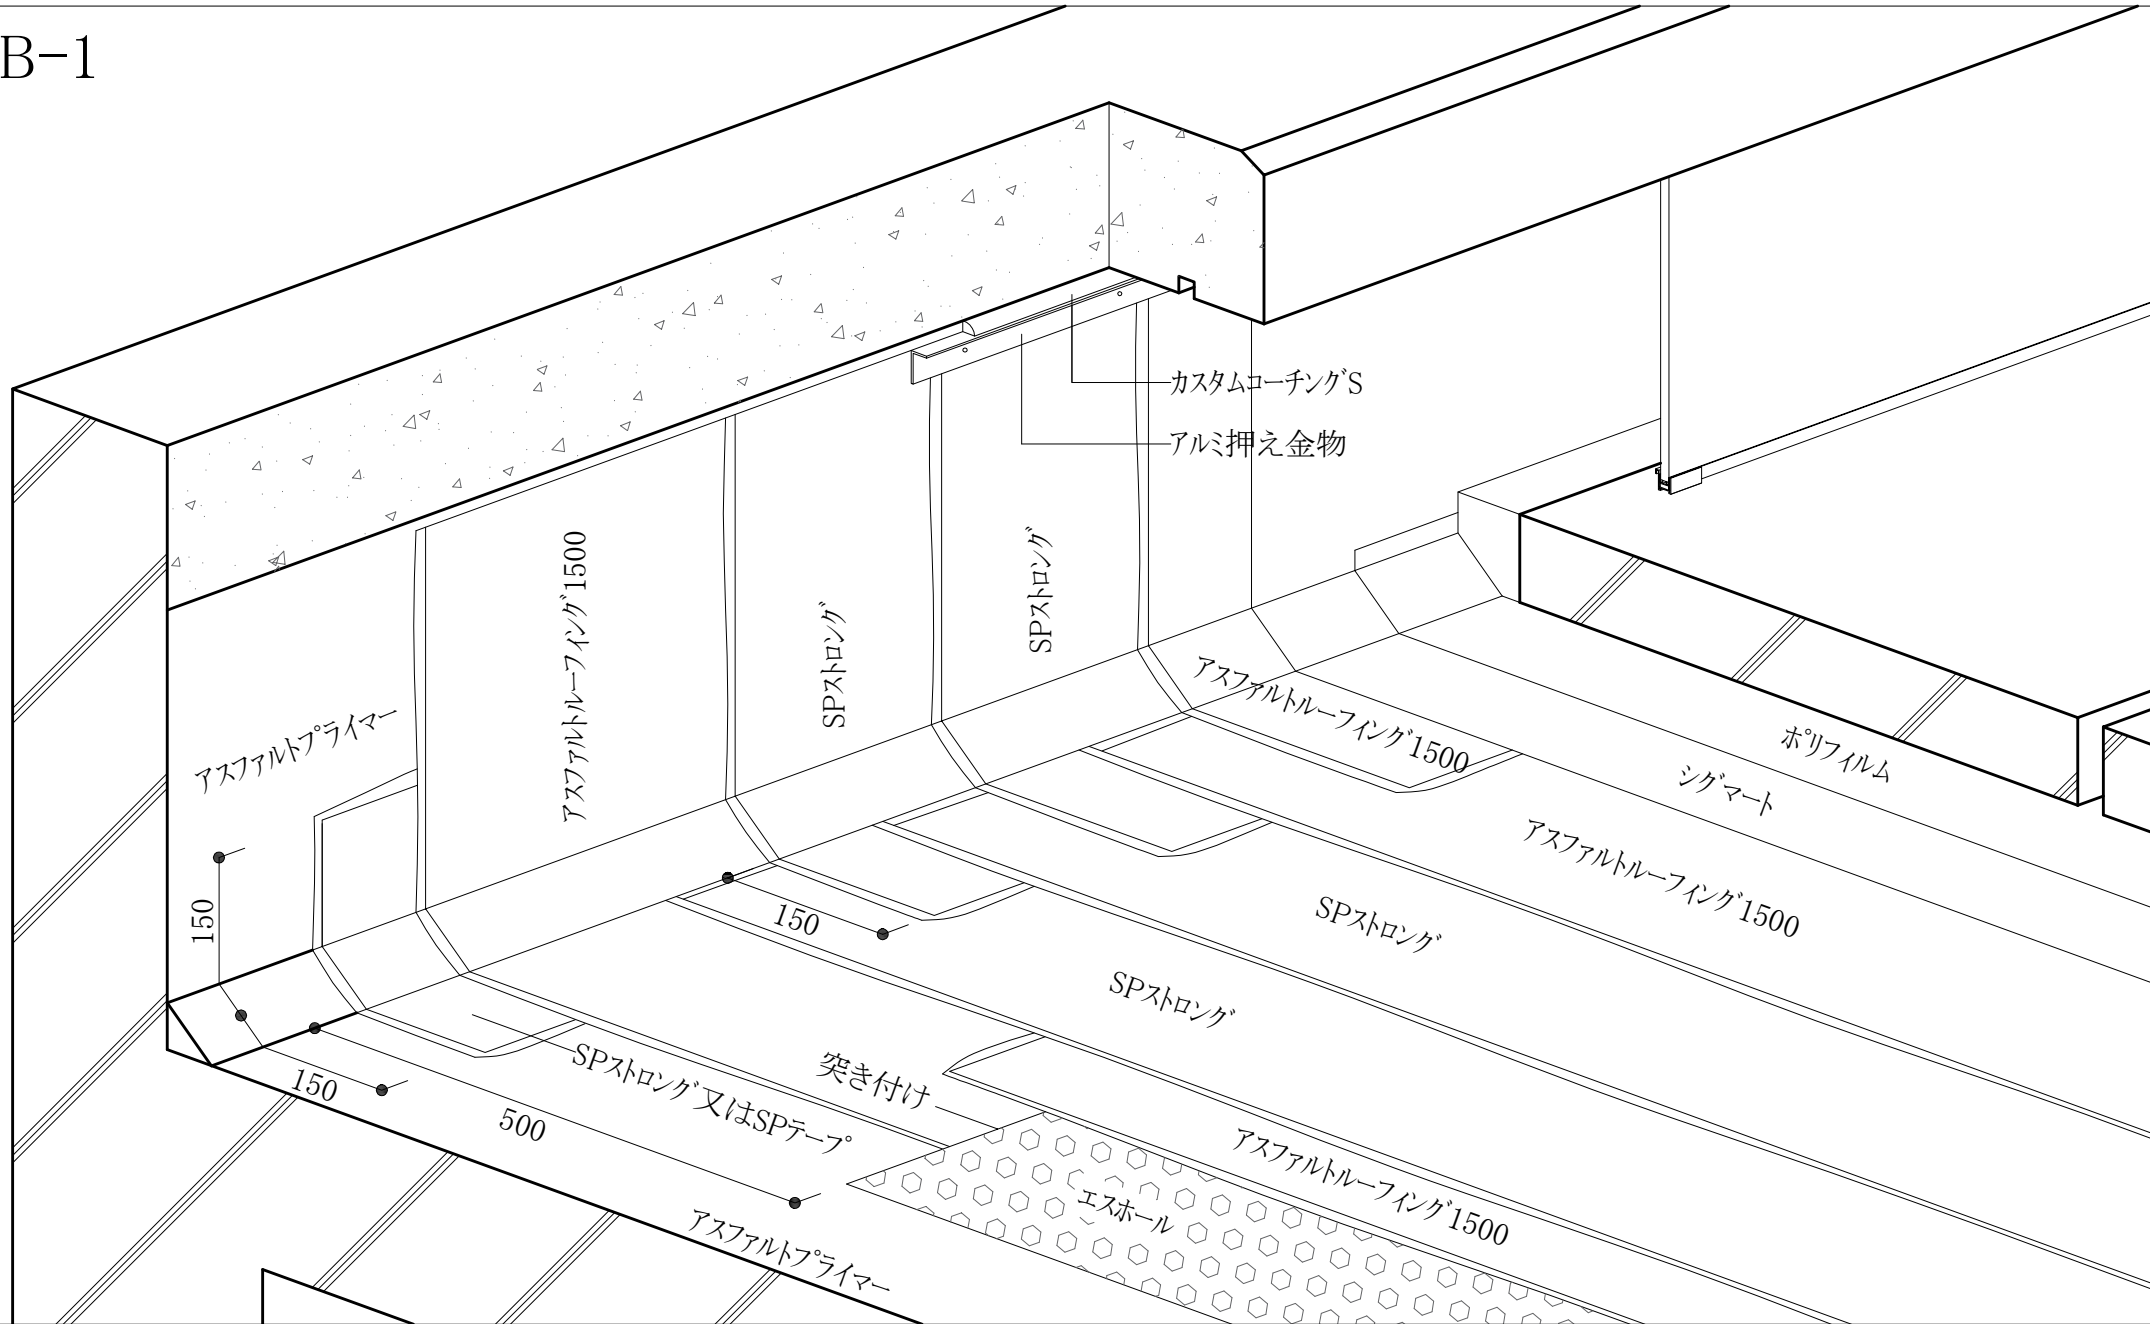 B-1
カスタムコーチングS
アルミ押え金物
アスファルトルーフィング1500
SPストロング
SPストロング
アスファルトプライマー
アスファルトルーフィング1500
ポリフィルム
シグマート
アスファルトルーフィング1500
150
150
SPストロング
SPストロング
突き付け
SPストロング又はSPテープ
150
500
アスファルトルーフィング1500
エスホール
アスファルトプライマー